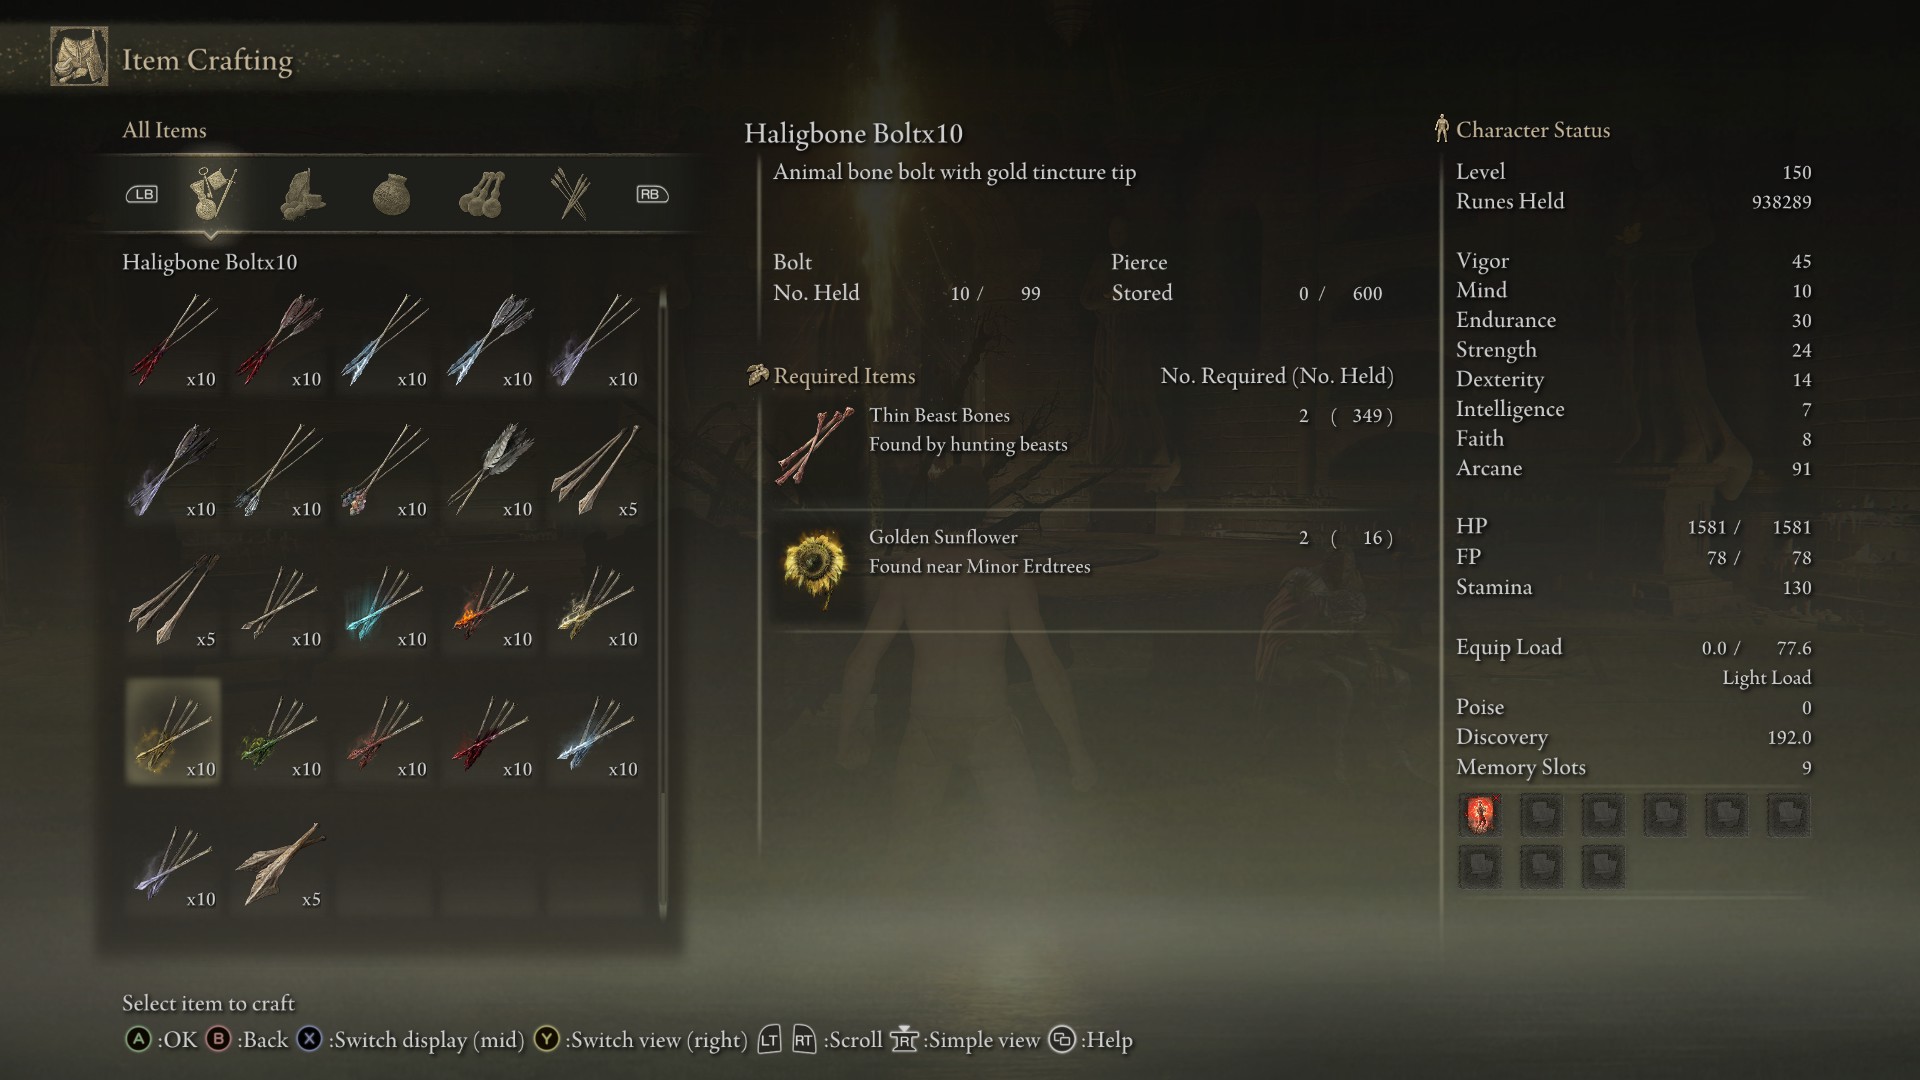 Item Crafting
All Items
LB
RB
Haligbone Boltx10
x10 x10 x10 x10 x10
x10 x10 x10 x10 x5
x5 x10 x10 x10 x10
x10 x10 x10 x10 x10
x10 x5
Haligbone Boltx10
Animal bone bolt with gold tincture tip
Bolt Pierce
No. Held 10 / 99 Stored 0 / 600
Required Items No. Required (No. Held)
Thin Beast Bones 2 ( 349 )
Found by hunting beasts
Golden Sunflower 2 ( 16 )
Found near Minor Erdtrees
Character Status
Level 150
Runes Held 938289
Vigor 45
Mind 10
Endurance 30
Strength 24
Dexterity 14
Intelligence 7
Faith 8
Arcane 91
HP 1581 / 1581
FP 78 / 78
Stamina 130
Equip Load 0.0 / 77.6
Light Load
Poise 0
Discovery 192.0
Memory Slots 9
Select item to craft
A :OK B :Back X :Switch display (mid) Y :Switch view (right) LT RT :Scroll R :Simple view :Help